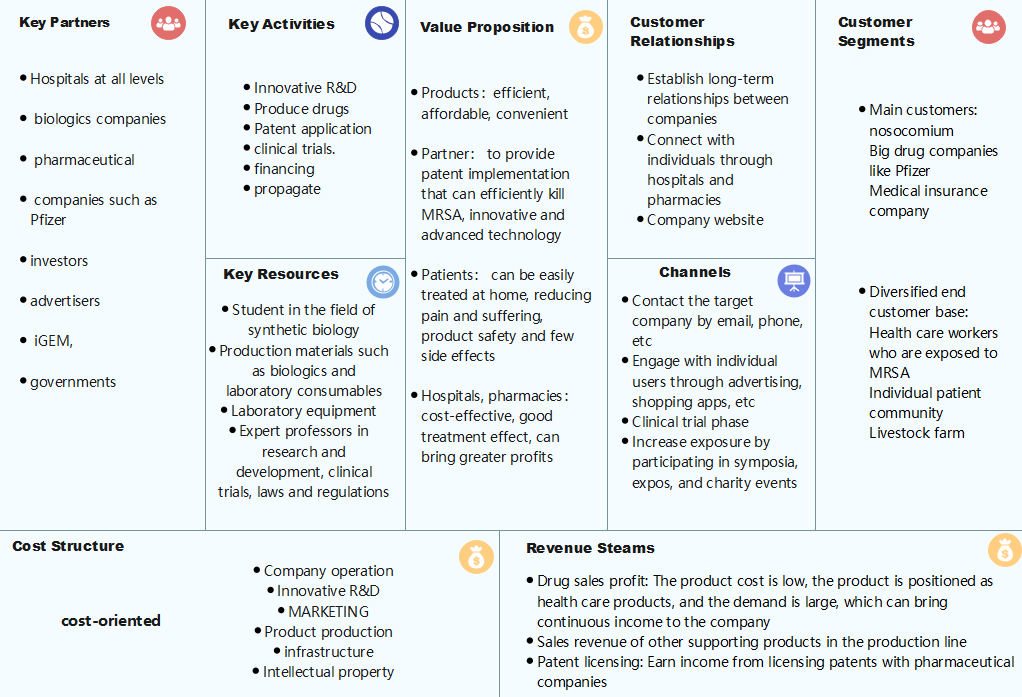 Key Partners
• Hospitals at all levels
• biologics companies
• pharmaceutical
• companies such as
Pfizer
• investors
• advertisers
• iGEM,
• governments
Key Activities
• Innovative R&D
• Produce drugs
• Patent application
• clinical trials.
• financing
• propagate
Key Resources
• Student in the field of
synthetic biology
• Production materials such
as biologics and
laboratory consumables
• Laboratory equipment
• Expert professors in
research and
development, clinical
trials, laws and regulations
Value Proposition
• Products: efficient,
affordable, convenient
• Partner: to provide
patent implementation
that can efficiently kill
MRSA, innovative and
advanced technology
• Patients: can be easily
treated at home, reducing
pain and suffering,
product safety and few
side effects
• Hospitals, pharmacies:
cost-effective, good
treatment effect, can
bring greater profits
Customer
Relationships
• Establish long-term
relationships between
companies
• Connect with
individuals through
hospitals and
pharmacies
• Company website
Channels
• Contact the target
company by email, phone,
etc
• Engage with individual
users through advertising,
shopping apps, etc
• Clinical trial phase
• Increase exposure by
participating in symposia,
expos, and charity events
Customer
Segments
• Main customers:
nosocomium
Big drug companies
like Pfizer
Medical insurance
company
• Diversified end
customer base:
Health care workers
who are exposed to
MRSA
Individual patient
community
Livestock farm
Cost Structure
cost-oriented
• Company operation
• Innovative R&D
• MARKETING
• Product production
• infrastructure
• Intellectual property
Revenue Steams
• Drug sales profit: The product cost is low, the product is positioned as
health care products, and the demand is large, which can bring
continuous income to the company
• Sales revenue of other supporting products in the production line
• Patent licensing: Earn income from licensing patents with pharmaceutical
companies